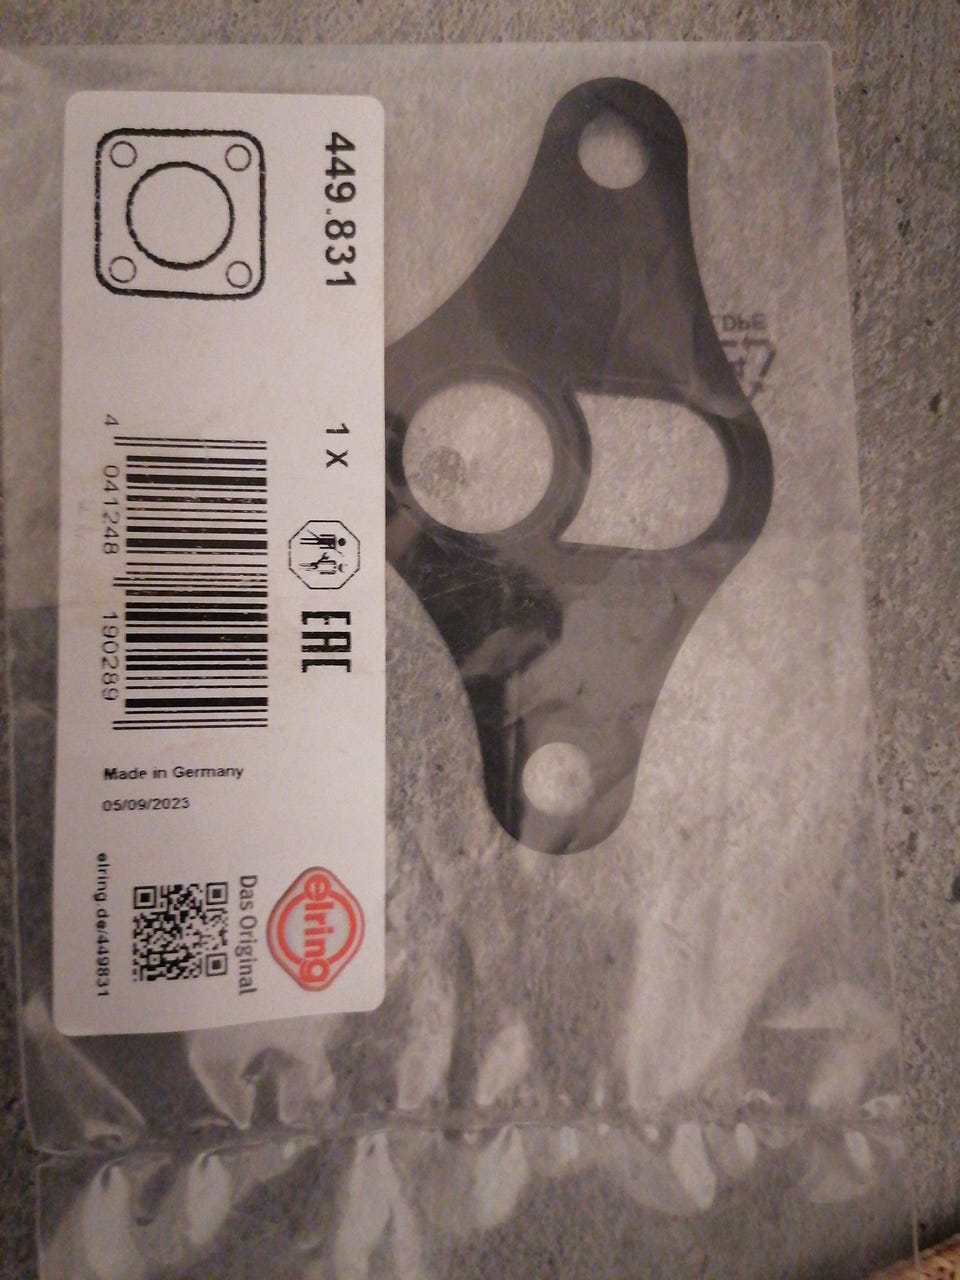 449.831
1 x
EAC
4 041248 190289
Made in Germany
05/09/2023
elring
Das Original
elring.de/449831
LDPE